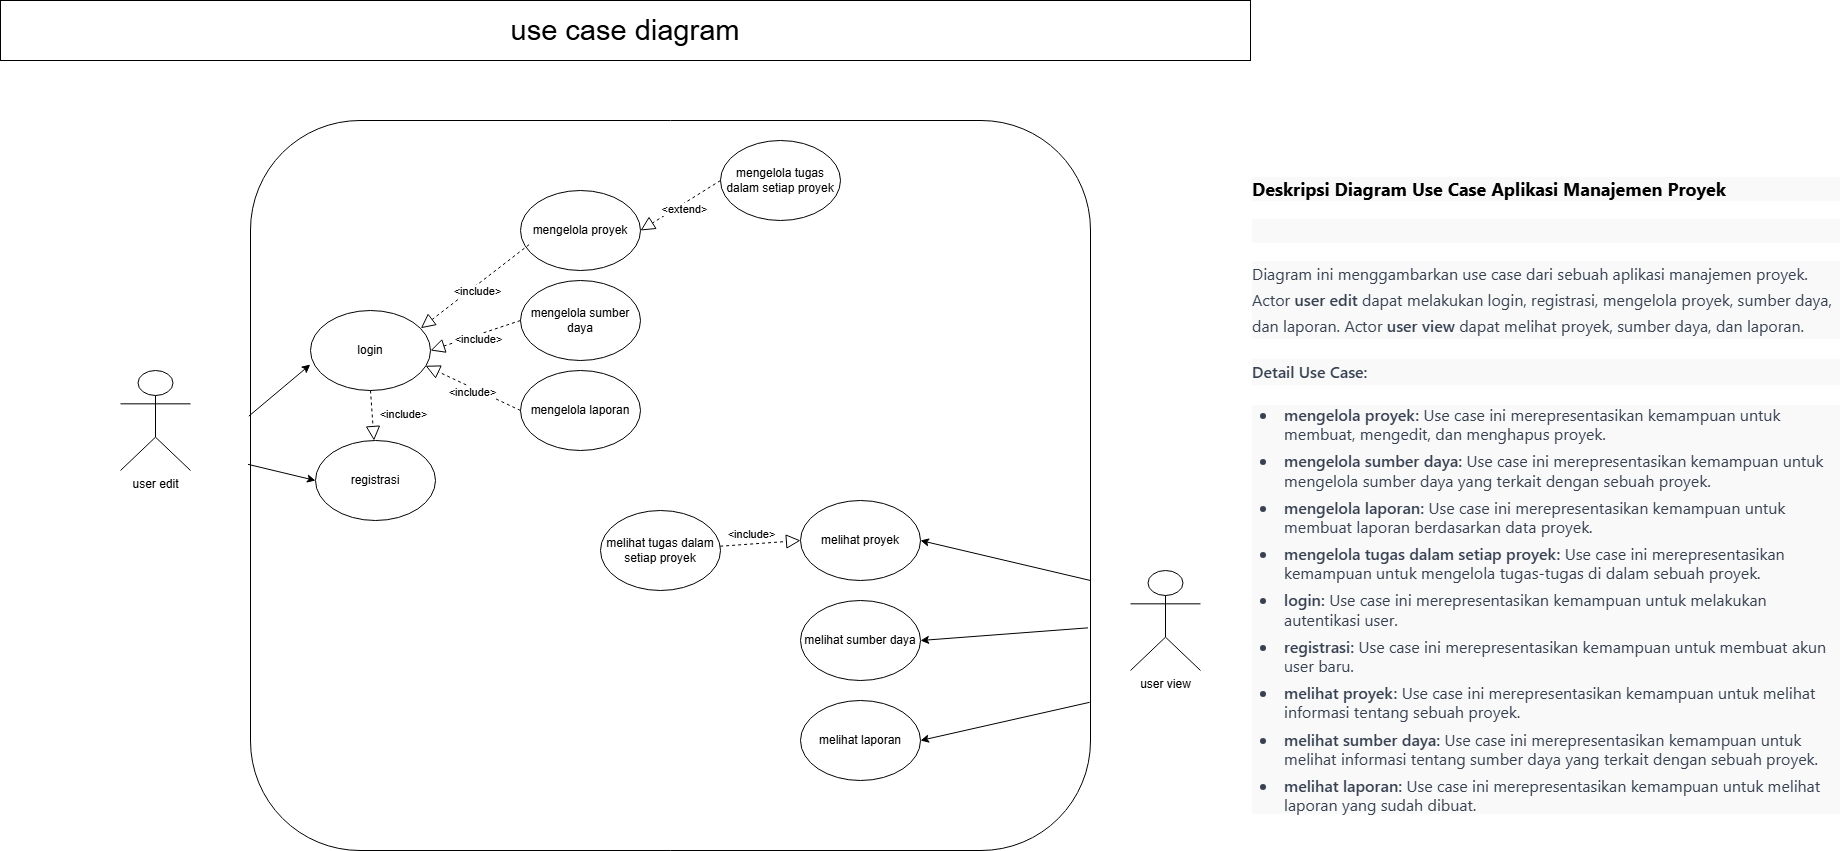 use case diagram
mengelola tugas
dalam setiap proyek
<extend>
mengelola proyek
<include>
mengelola sumber
daya
<include>
login
<include>
mengelola laporan
<include>
registrasi
user edit
melihat tugas dalam
setiap proyek
<include>
melihat proyek
melihat sumber daya
melihat laporan
user view
Deskripsi Diagram Use Case Aplikasi Manajemen Proyek
Diagram ini menggambarkan use case dari sebuah aplikasi manajemen proyek.
Actor user edit dapat melakukan login, registrasi, mengelola proyek, sumber daya,
dan laporan. Actor user view dapat melihat proyek, sumber daya, dan laporan.
Detail Use Case:
• mengelola proyek: Use case ini merepresentasikan kemampuan untuk
membuat, mengedit, dan menghapus proyek.
• mengelola sumber daya: Use case ini merepresentasikan kemampuan untuk
mengelola sumber daya yang terkait dengan sebuah proyek.
• mengelola laporan: Use case ini merepresentasikan kemampuan untuk
membuat laporan berdasarkan data proyek.
• mengelola tugas dalam setiap proyek: Use case ini merepresentasikan
kemampuan untuk mengelola tugas-tugas di dalam sebuah proyek.
• login: Use case ini merepresentasikan kemampuan untuk melakukan
autentikasi user.
• registrasi: Use case ini merepresentasikan kemampuan untuk membuat akun
user baru.
• melihat proyek: Use case ini merepresentasikan kemampuan untuk melihat
informasi tentang sebuah proyek.
• melihat sumber daya: Use case ini merepresentasikan kemampuan untuk
melihat informasi tentang sumber daya yang terkait dengan sebuah proyek.
• melihat laporan: Use case ini merepresentasikan kemampuan untuk melihat
laporan yang sudah dibuat.